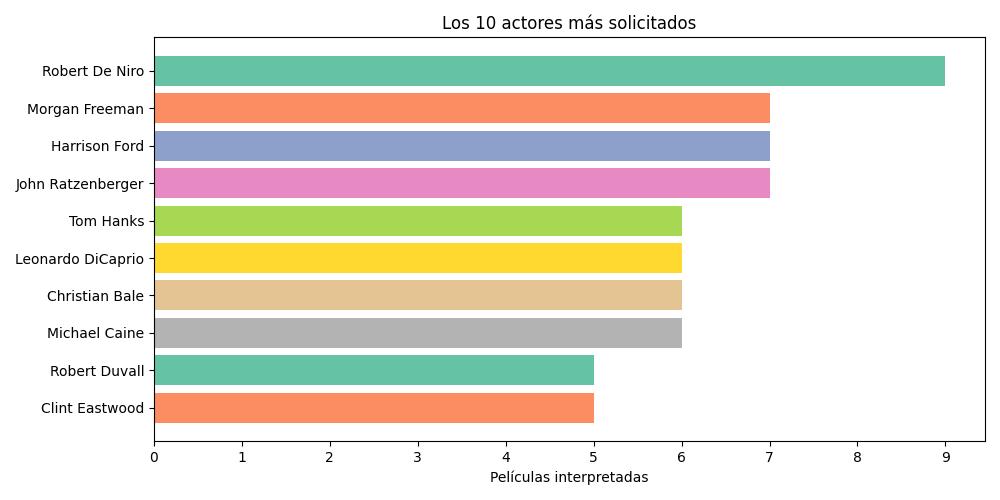 Los 10 actores más solicitados
Robert De Niro
Morgan Freeman
Harrison Ford
John Ratzenberger
Tom Hanks
Leonardo DiCaprio
Christian Bale
Michael Caine
Robert Duvall
Clint Eastwood
0 1 2 3 4 5 6 7 8 9
Películas interpretadas